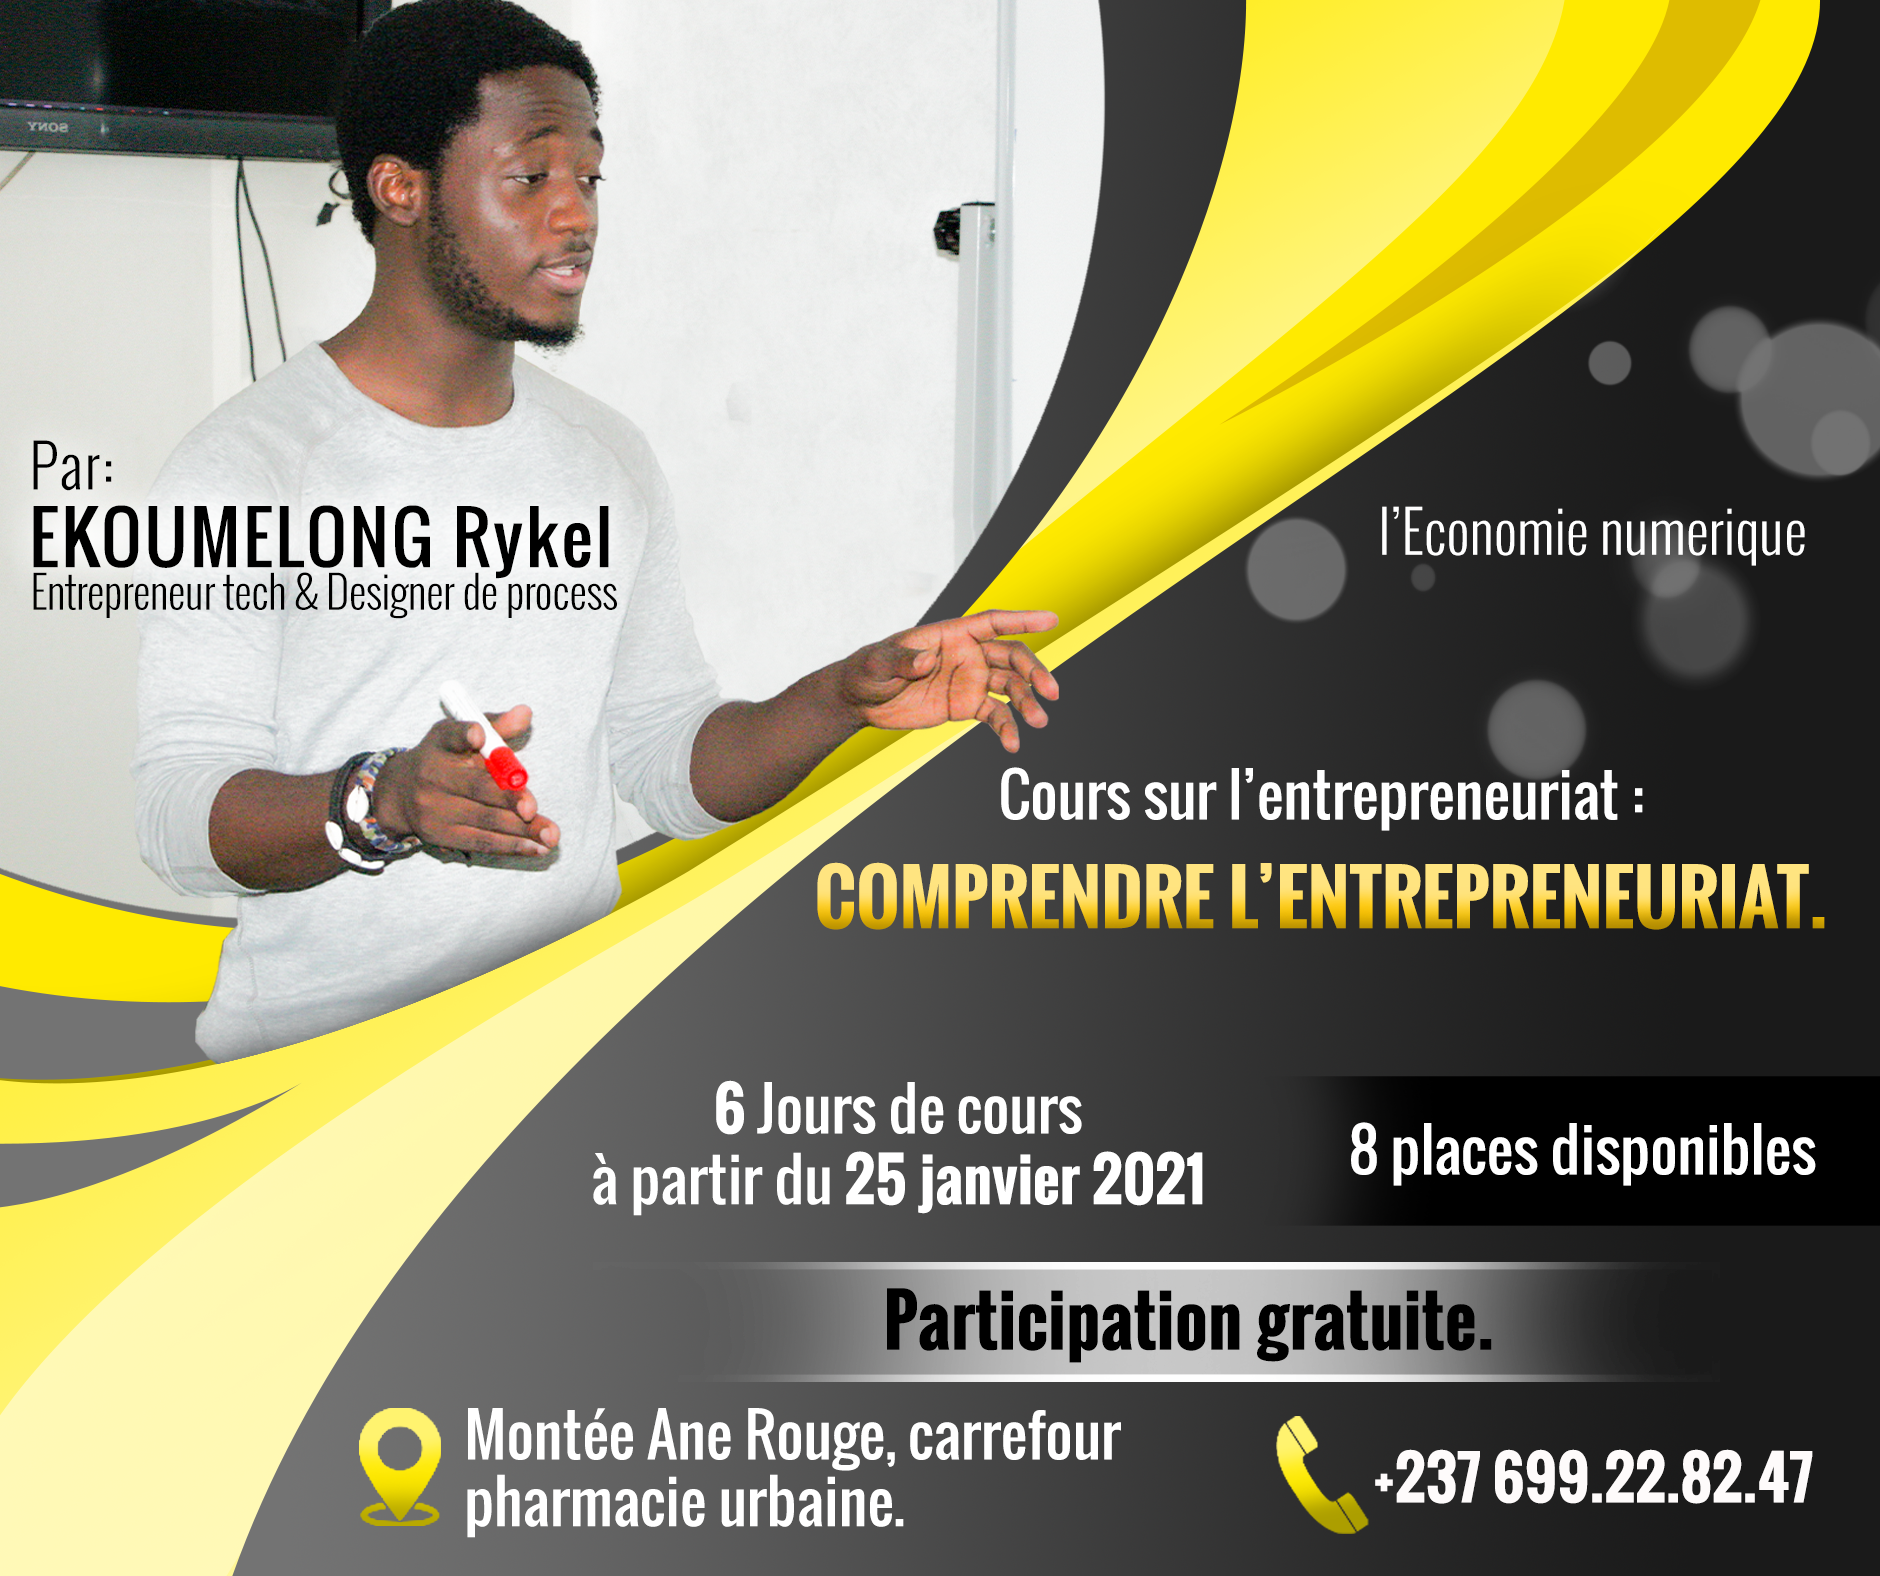 SONY
Par:
EKOUMELONG Rykel
Entrepreneur tech & Designer de process
l'Economie numerique
Cours sur l'entrepreneuriat :
COMPRENDRE L'ENTREPRENEURIAT.
6 Jours de cours
à partir du 25 janvier 2021
8 places disponibles
Participation gratuite.
Montée Ane Rouge, carrefour
pharmacie urbaine.
+237 699.22.82.47